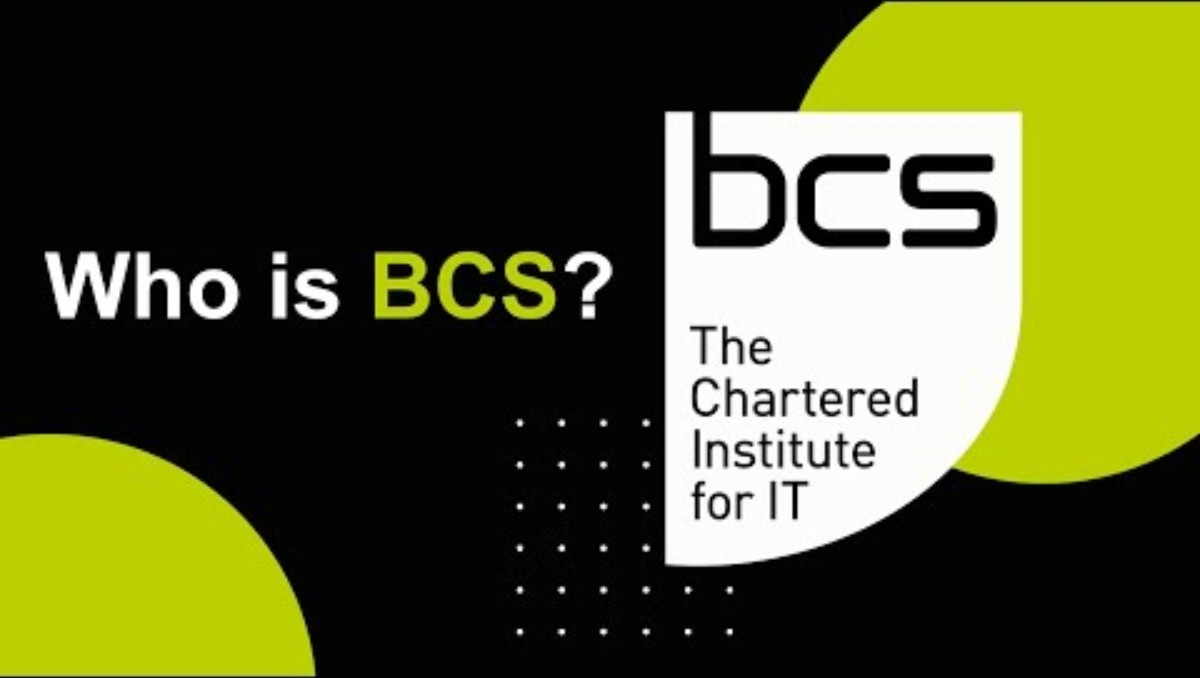 Who is BCS?
bcs
The
Chartered
Institute
for IT